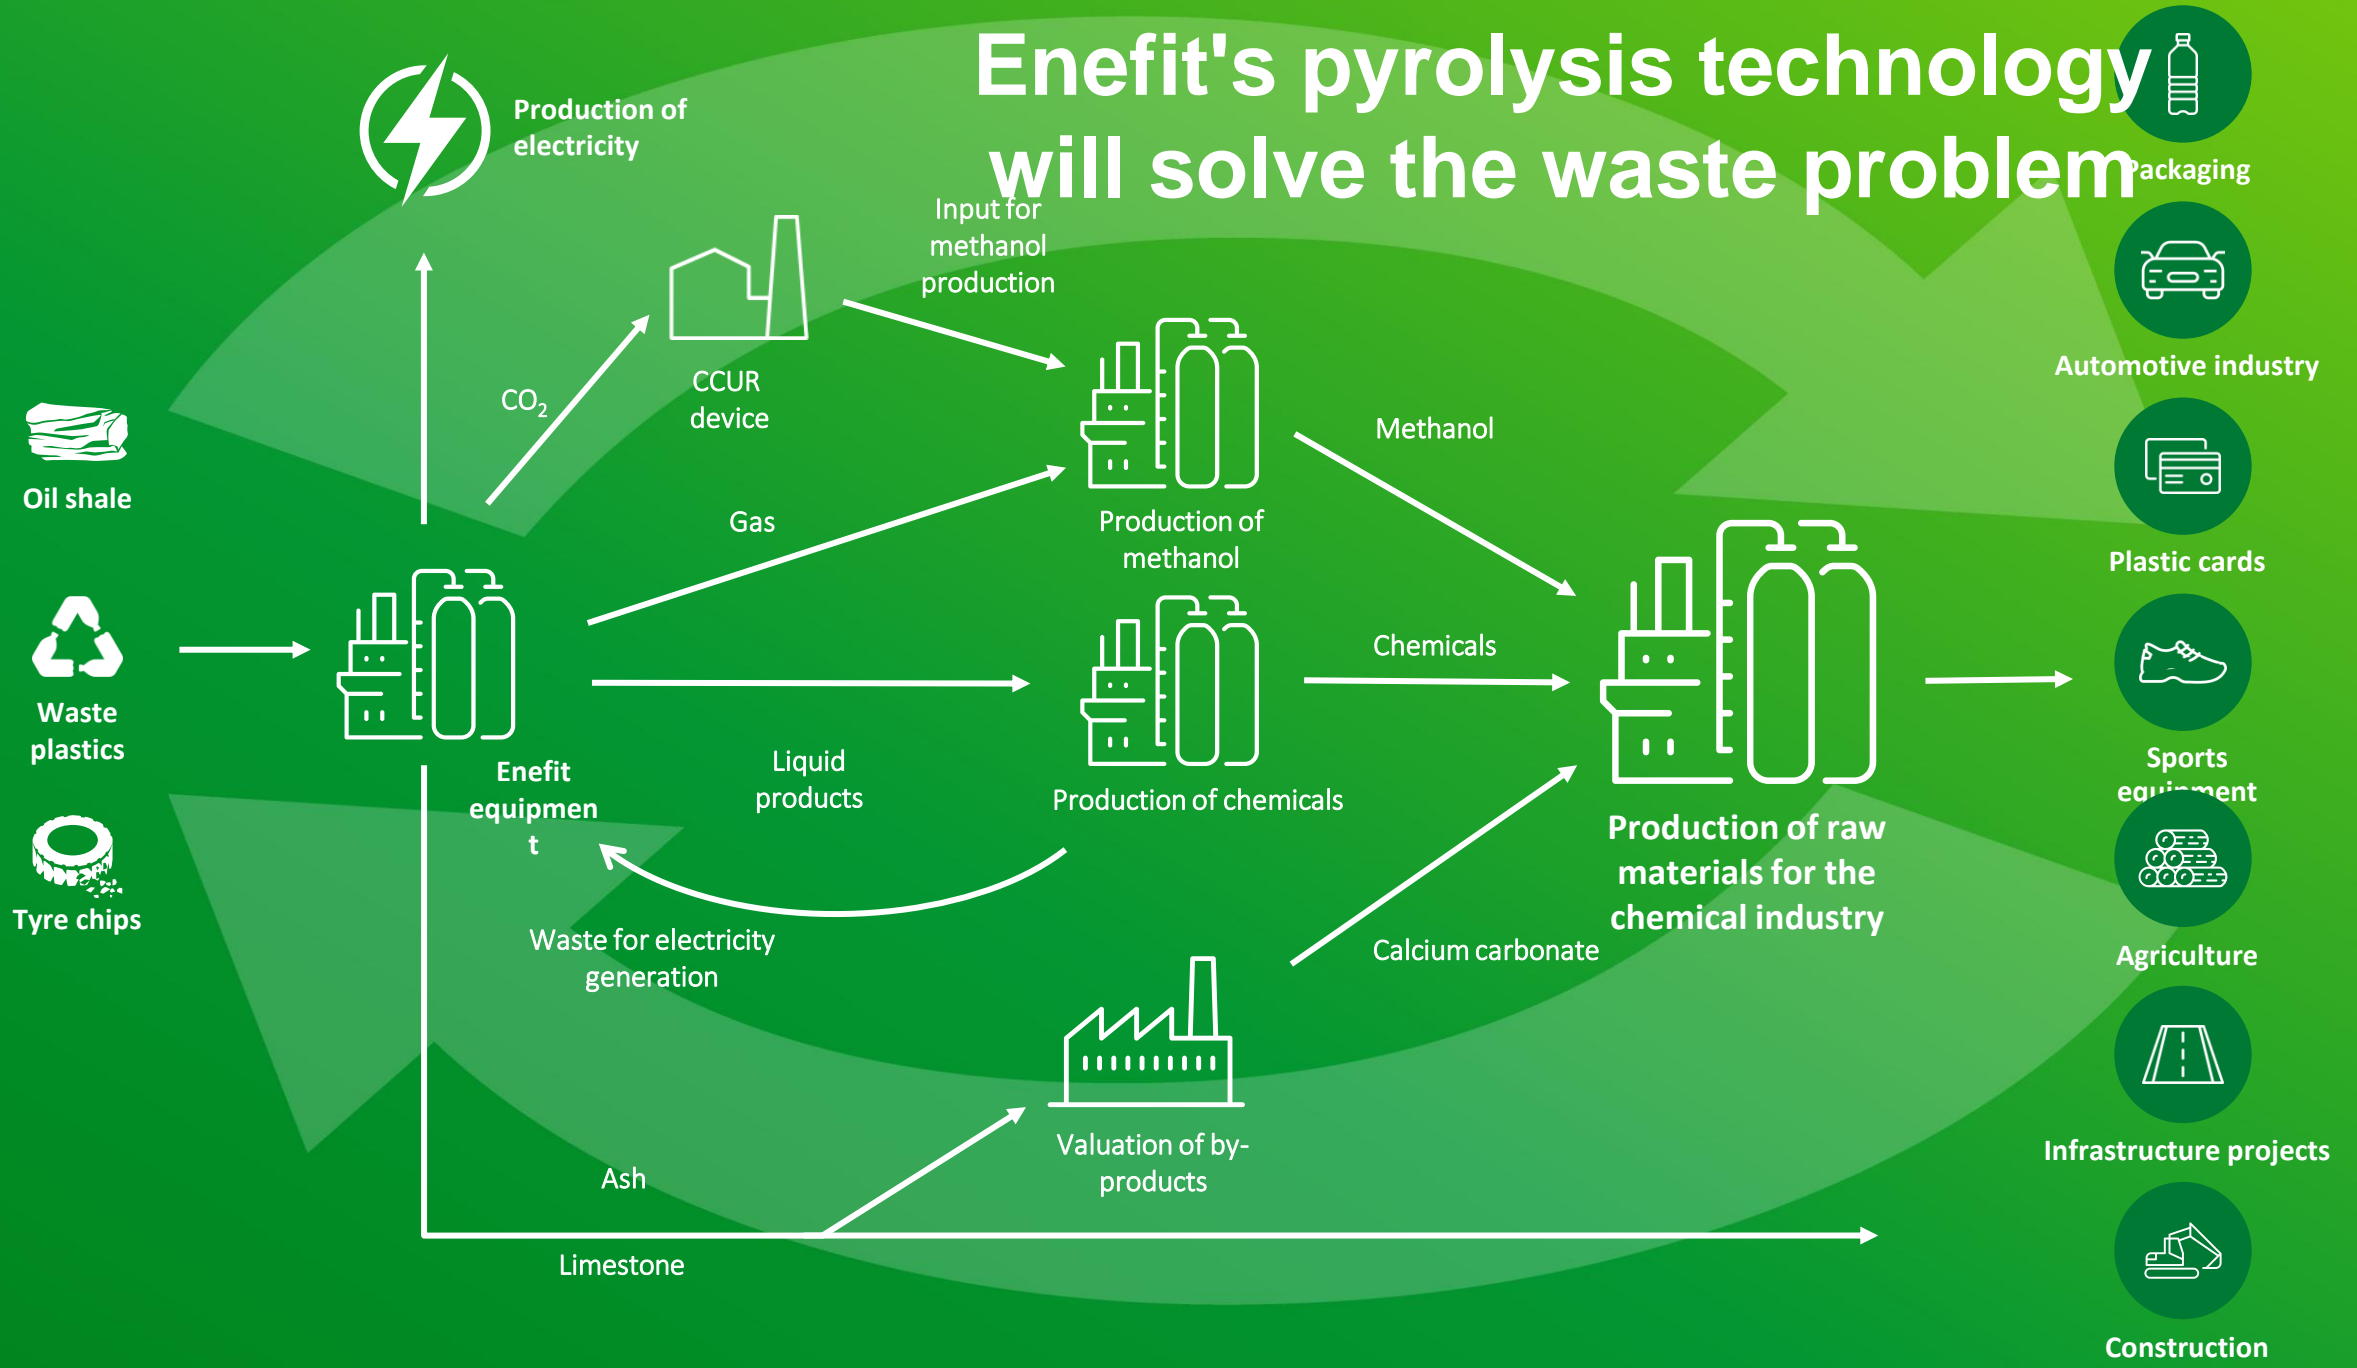 Enefit's pyrolysis technology
will solve the waste problem
Production of
electricity
Input for
methanol
production
CO₂
CCUR
device
Oil shale
Gas
Methanol
Production of
methanol
Waste
plastics
Enefit
equipmen
t
Liquid
products
Chemicals
Production of chemicals
Tyre chips
Waste for electricity
generation
Production of raw
materials for the
chemical industry
Calcium carbonate
Valuation of by-
products
Ash
Limestone
Packaging
Automotive industry
Plastic cards
Sports
equipment
Agriculture
Infrastructure projects
Construction